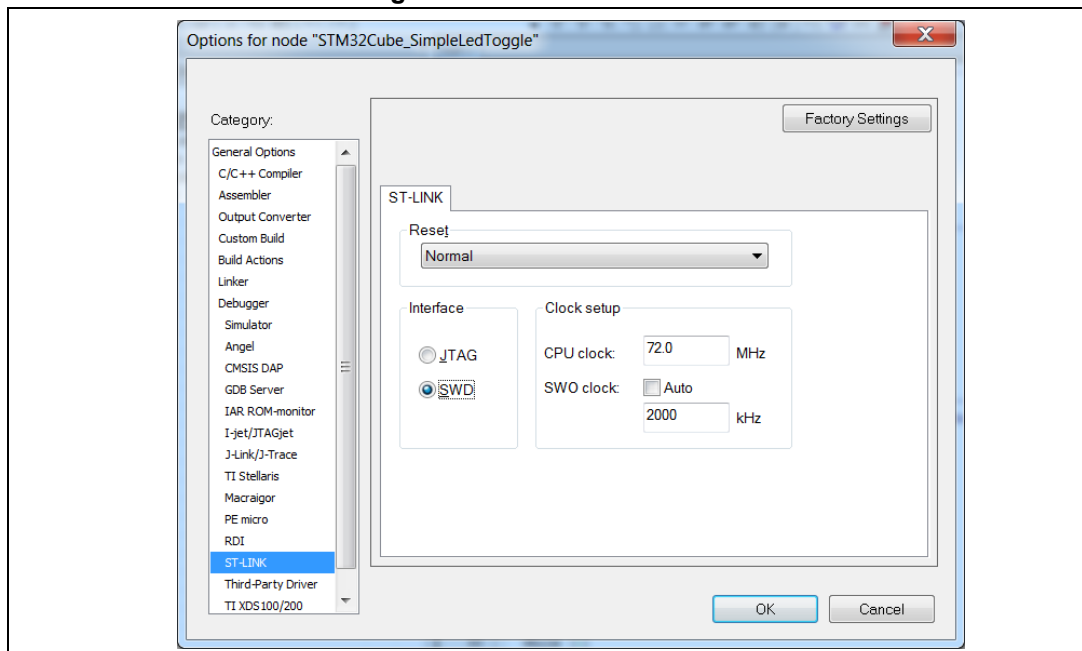 Options for node "STM32Cube_SimpleLedToggle"
Category:
Factory Settings
General Options
C/C++ Compiler
Assembler
Output Converter
Custom Build
Build Actions
Linker
Debugger
Simulator
Angel
CMSIS DAP
GDB Server
IAR ROM-monitor
I-jet/JTAGjet
J-Link/J-Trace
TI Stellaris
Macraigor
PE micro
RDI
ST-LINK
Third-Party Driver
TI XDS100/200
ST-LINK
Reset
Normal
Interface
JTAG
SWD
Clock setup
CPU clock: 72.0 MHz
SWO clock: Auto
2000 kHz
OK Cancel